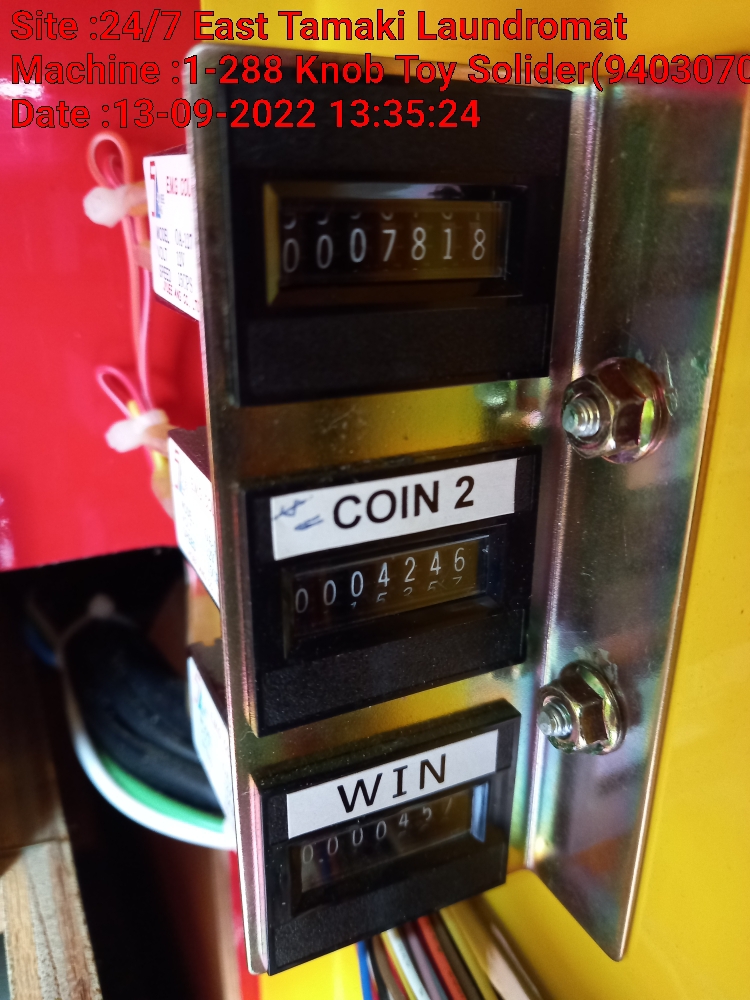 Site :24/7 East Tamaki Laundromat
Machine :1-288 Knob Toy Solider(9403070
Date :13-09-2022 13:35:24
0007818
COIN 2
0004246
WIN